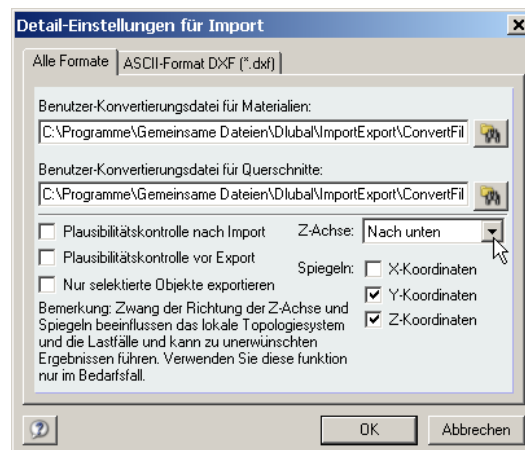 Detail-Einstellungen für Import
Alle Formate
ASCII-Format DXF (*.dxf)
Benutzer-Konvertierungsdatei für Materialien:
C:\Programme\Gemeinsame Dateien\Dlubal\ImportExport\ConvertFil
Benutzer-Konvertierungsdatei für Querschnitte:
C:\Programme\Gemeinsame Dateien\Dlubal\ImportExport\ConvertFil
Plausibilitätskontrolle nach Import
Plausibilitätskontrolle vor Export
Nur selektierte Objekte exportieren
Z-Achse: Nach unten
Spiegeln: X-Koordinaten
Y-Koordinaten
Z-Koordinaten
Bemerkung: Zwang der Richtung der Z-Achse und
Spiegeln beeinflussen das lokale Topologiesystem
und die Lastfälle und kann zu unerwünschten
Ergebnissen führen. Verwenden Sie diese funktion
nur im Bedarfsfall.
OK
Abbrechen